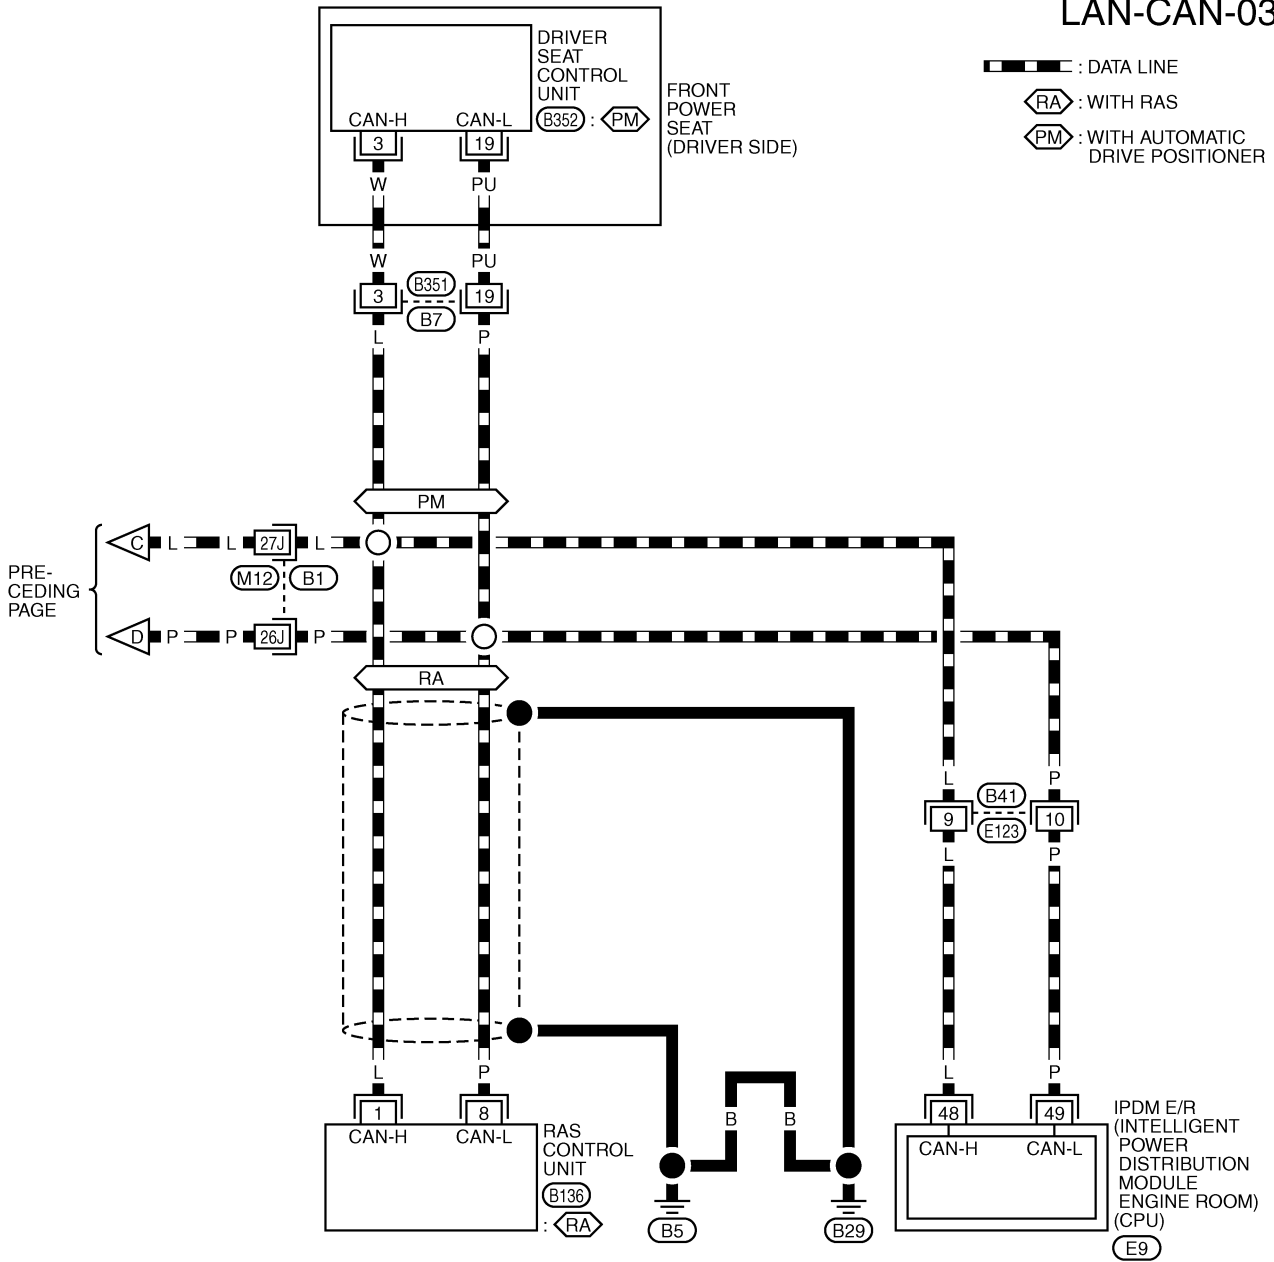 LAN-CAN-03
: DATA LINE
RA : WITH RAS
PM : WITH AUTOMATIC
DRIVE POSITIONER
DRIVER
SEAT
CONTROL
UNIT
B352 : PM
FRONT
POWER
SEAT
(DRIVER SIDE)
CAN-H CAN-L
3 19
W PU
W PU
B351
3 19
B7
L P
PM
C L L 27J L
M12 B1
PRE-
CEDING
PAGE
D P P 26J P
RA
L P
B41
9 10
E123
L P
L P L P
1 8 48 49
CAN-H CAN-L
RAS
CONTROL
UNIT
B136
: RA
B B
B5 B29
CAN-H CAN-L
IPDM E/R
(INTELLIGENT
POWER
DISTRIBUTION
MODULE
ENGINE ROOM)
(CPU)
E9